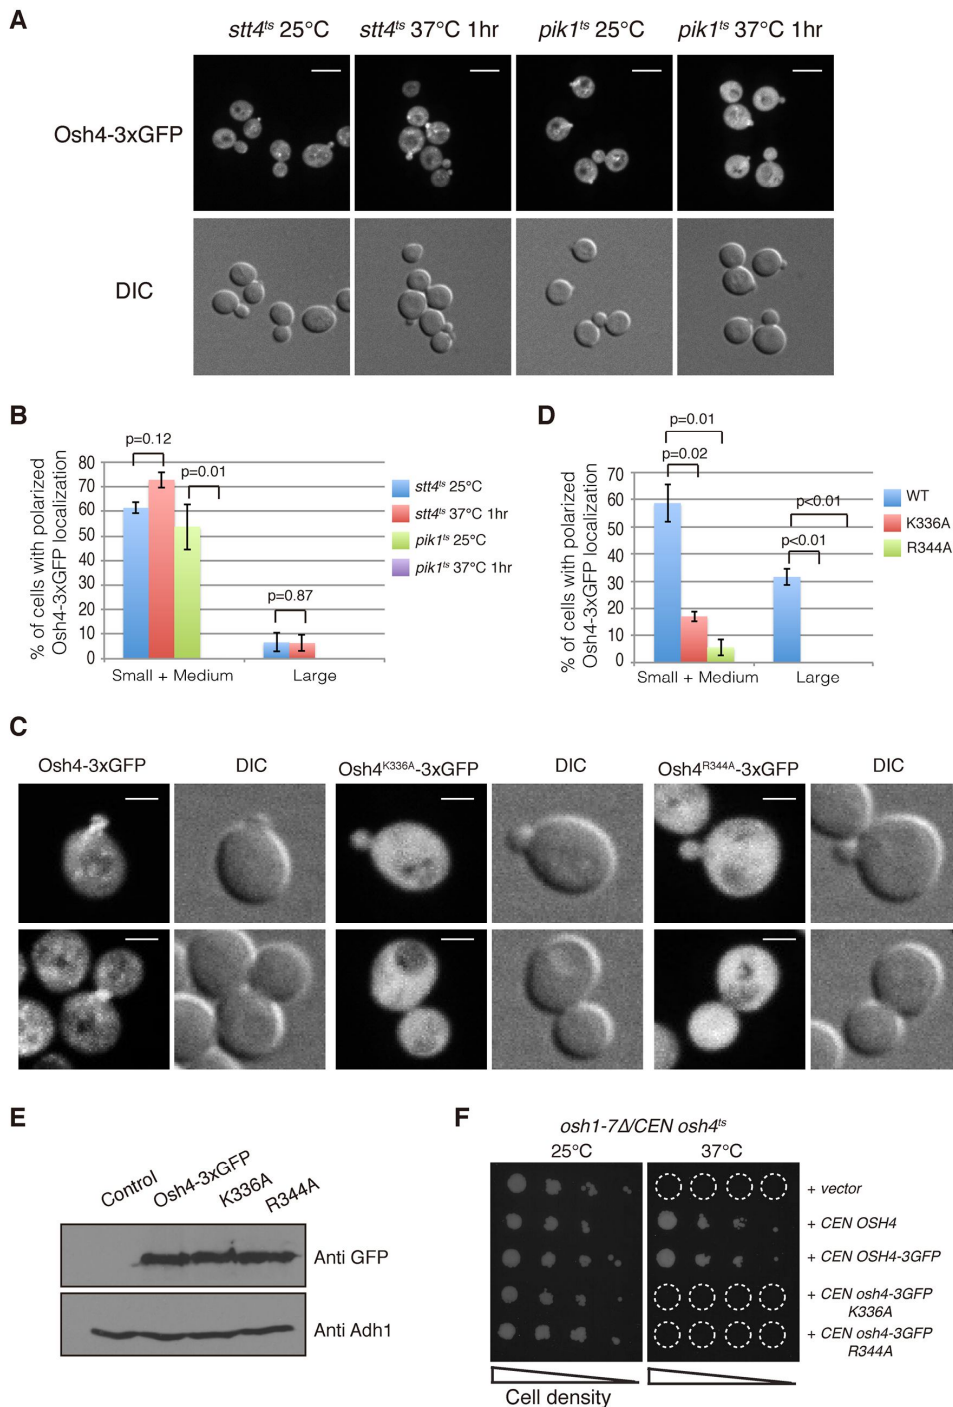 A
stt4ts 25°C
stt4ts 37°C 1hr
pik1ts 25°C
pik1ts 37°C 1hr
Osh4-3xGFP
DIC
B
% of cells with polarized
Osh4-3xGFP localization
80
70
60
50
40
30
20
10
0
p=0.12
p=0.01
p=0.87
Small + Medium
Large
stt4ts 25°C
stt4ts 37°C 1hr
pik1ts 25°C
pik1ts 37°C 1hr
D
% of cells with polarized
Osh4-3xGFP localization
70
60
50
40
30
20
10
0
p=0.01
p=0.02
p<0.01
p<0.01
Small + Medium
Large
WT
K336A
R344A
C
Osh4-3xGFP
DIC
Osh4K336A-3xGFP
DIC
Osh4R344A-3xGFP
DIC
E
Control
Osh4-3xGFP
K336A
R344A
Anti GFP
Anti Adh1
F
osh1-7Δ/CEN osh4ts
25°C
37°C
+ vector
+ CEN OSH4
+ CEN OSH4-3GFP
+ CEN osh4-3GFP
K336A
+ CEN osh4-3GFP
R344A
Cell density